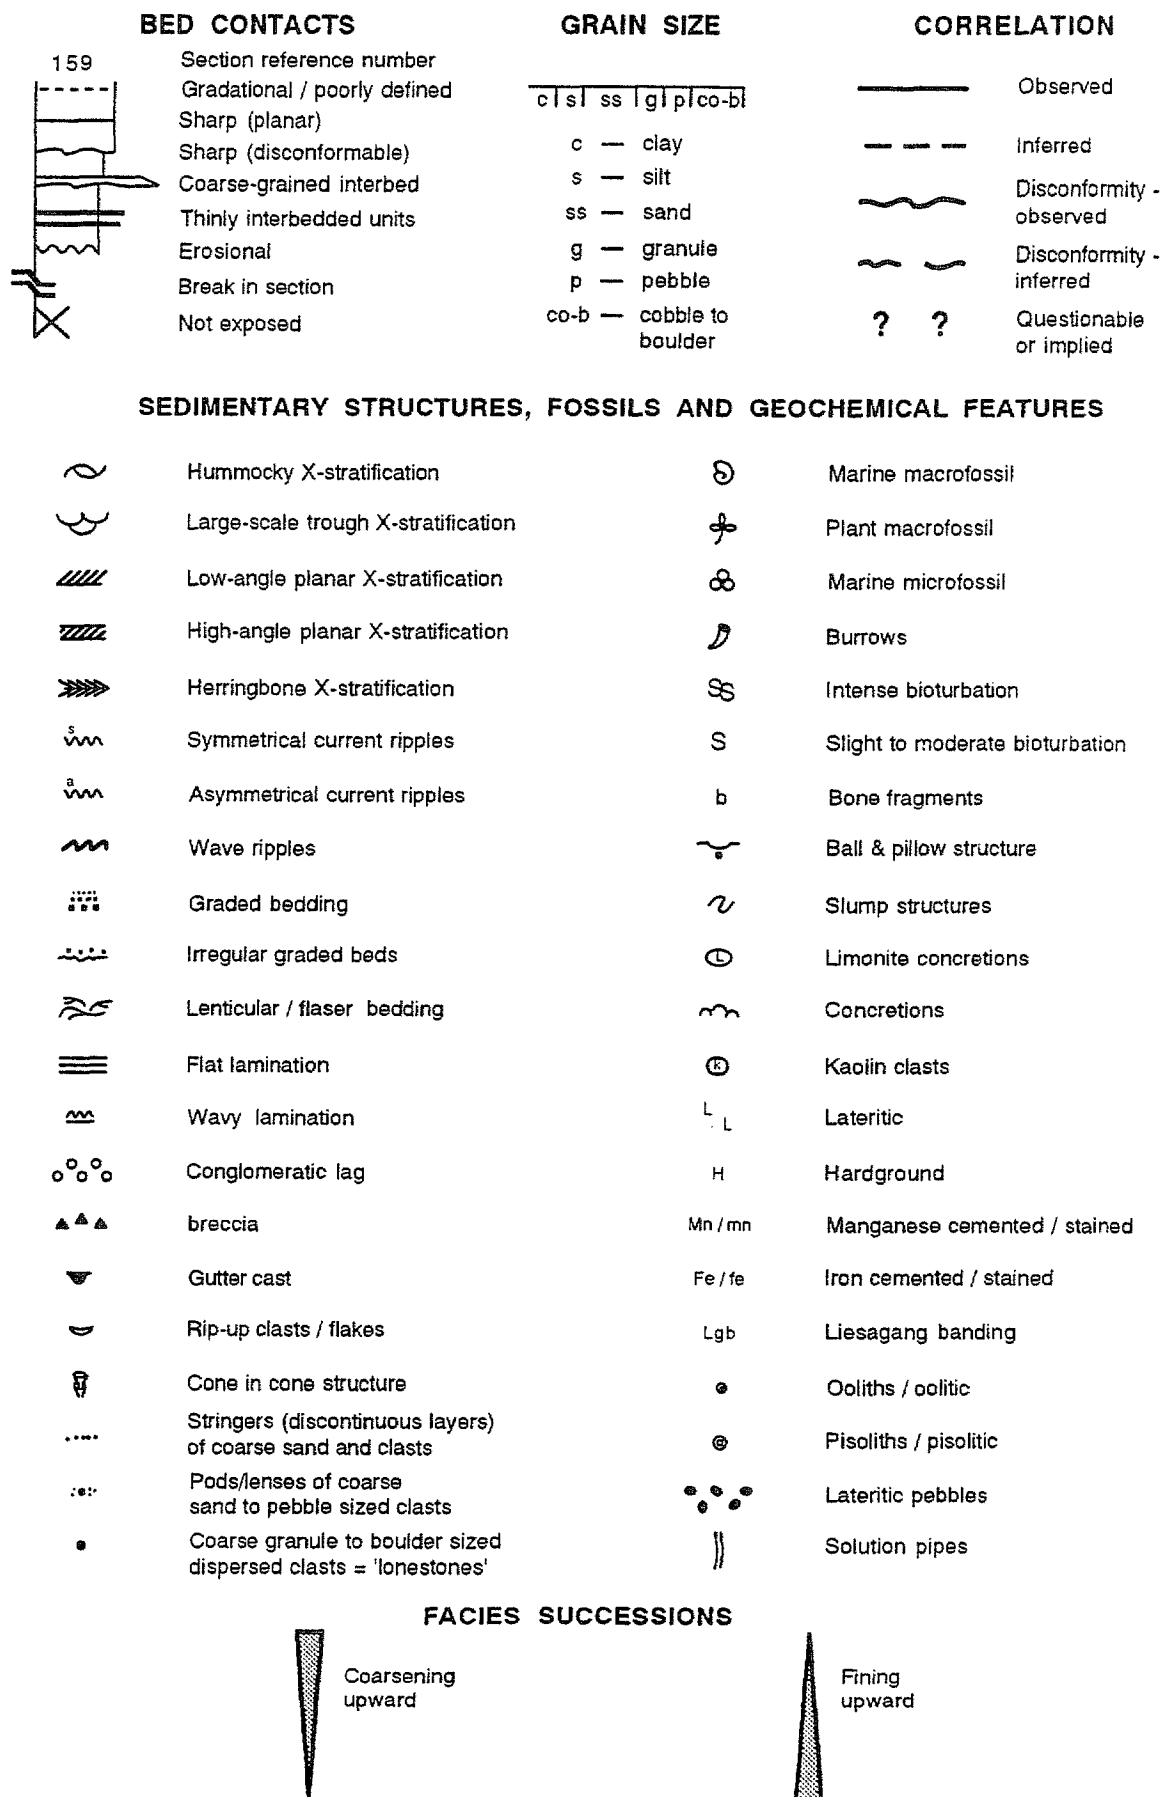 BED CONTACTS
159
Section reference number
Gradational / poorly defined
Sharp (planar)
Sharp (disconformable)
Coarse-grained interbed
Thinly interbedded units
Erosional
Break in section
Not exposed
GRAIN SIZE
c s ss g p co-b
c — clay
s — silt
ss — sand
g — granule
p — pebble
co-b — cobble to
boulder
CORRELATION
Observed
Inferred
Disconformity -
observed
Disconformity -
inferred
? ? Questionable
or implied
SEDIMENTARY STRUCTURES, FOSSILS AND GEOCHEMICAL FEATURES
Hummocky X-stratification
Large-scale trough X-stratification
Low-angle planar X-stratification
High-angle planar X-stratification
Herringbone X-stratification
s Symmetrical current ripples
a Asymmetrical current ripples
Wave ripples
Graded bedding
Irregular graded beds
Lenticular / flaser bedding
Flat lamination
Wavy lamination
Conglomeratic lag
breccia
Gutter cast
Rip-up clasts / flakes
Cone in cone structure
Stringers (discontinuous layers)
of coarse sand and clasts
Pods/lenses of coarse
sand to pebble sized clasts
Coarse granule to boulder sized
dispersed clasts = 'lonestones'
Marine macrofossil
Plant macrofossil
Marine microfossil
Burrows
SS Intense bioturbation
S Slight to moderate bioturbation
b Bone fragments
Ball & pillow structure
Slump structures
L Limonite concretions
Concretions
k Kaolin clasts
L L Lateritic
H Hardground
Mn / mn Manganese cemented / stained
Fe / fe Iron cemented / stained
Lgb Liesagang banding
Ooliths / oolitic
Pisoliths / pisolitic
Lateritic pebbles
Solution pipes
FACIES SUCCESSIONS
Coarsening
upward
Fining
upward